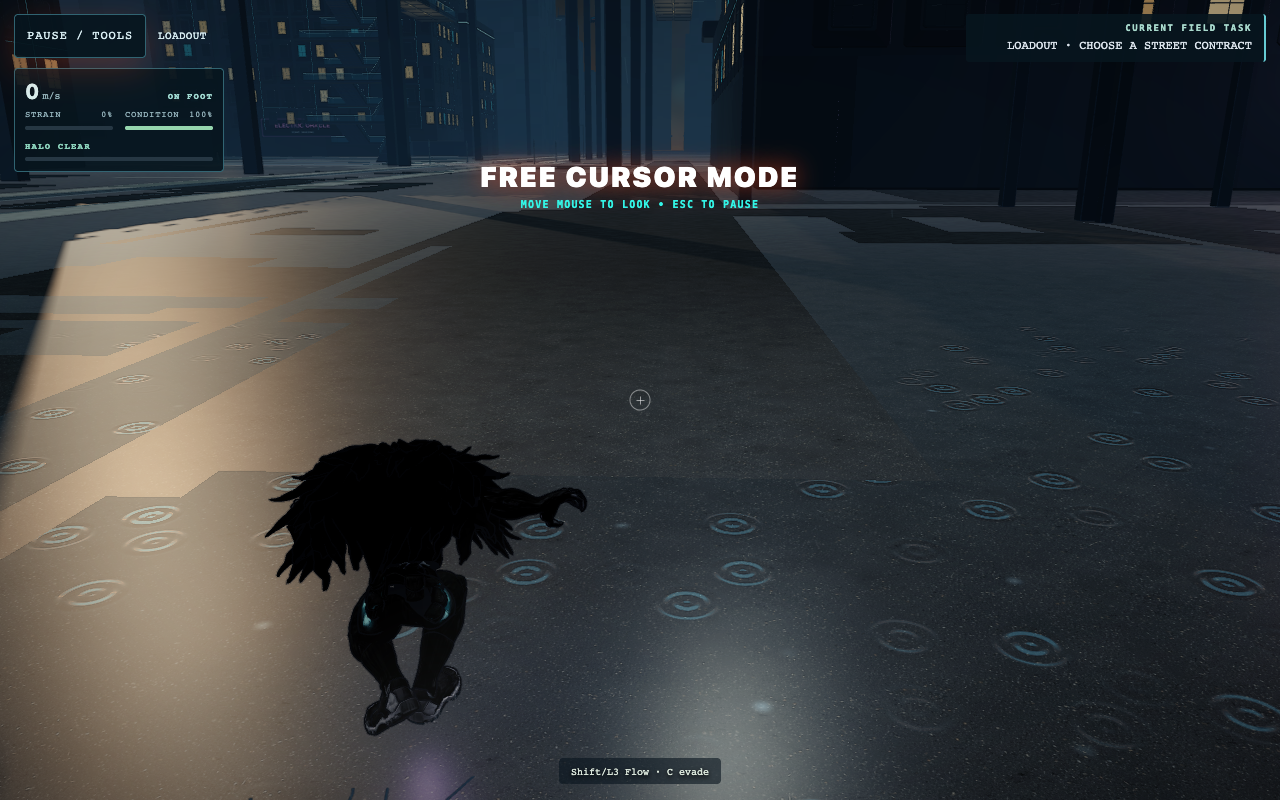 PAUSE / TOOLS
LOADOUT
0 m/s
ON FOOT
STRAIN 0%
CONDITION 100%
HALO CLEAR
CURRENT FIELD TASK
LOADOUT · CHOOSE A STREET CONTRACT
FREE CURSOR MODE
MOVE MOUSE TO LOOK • ESC TO PAUSE
Shift/L3 Flow · C evade